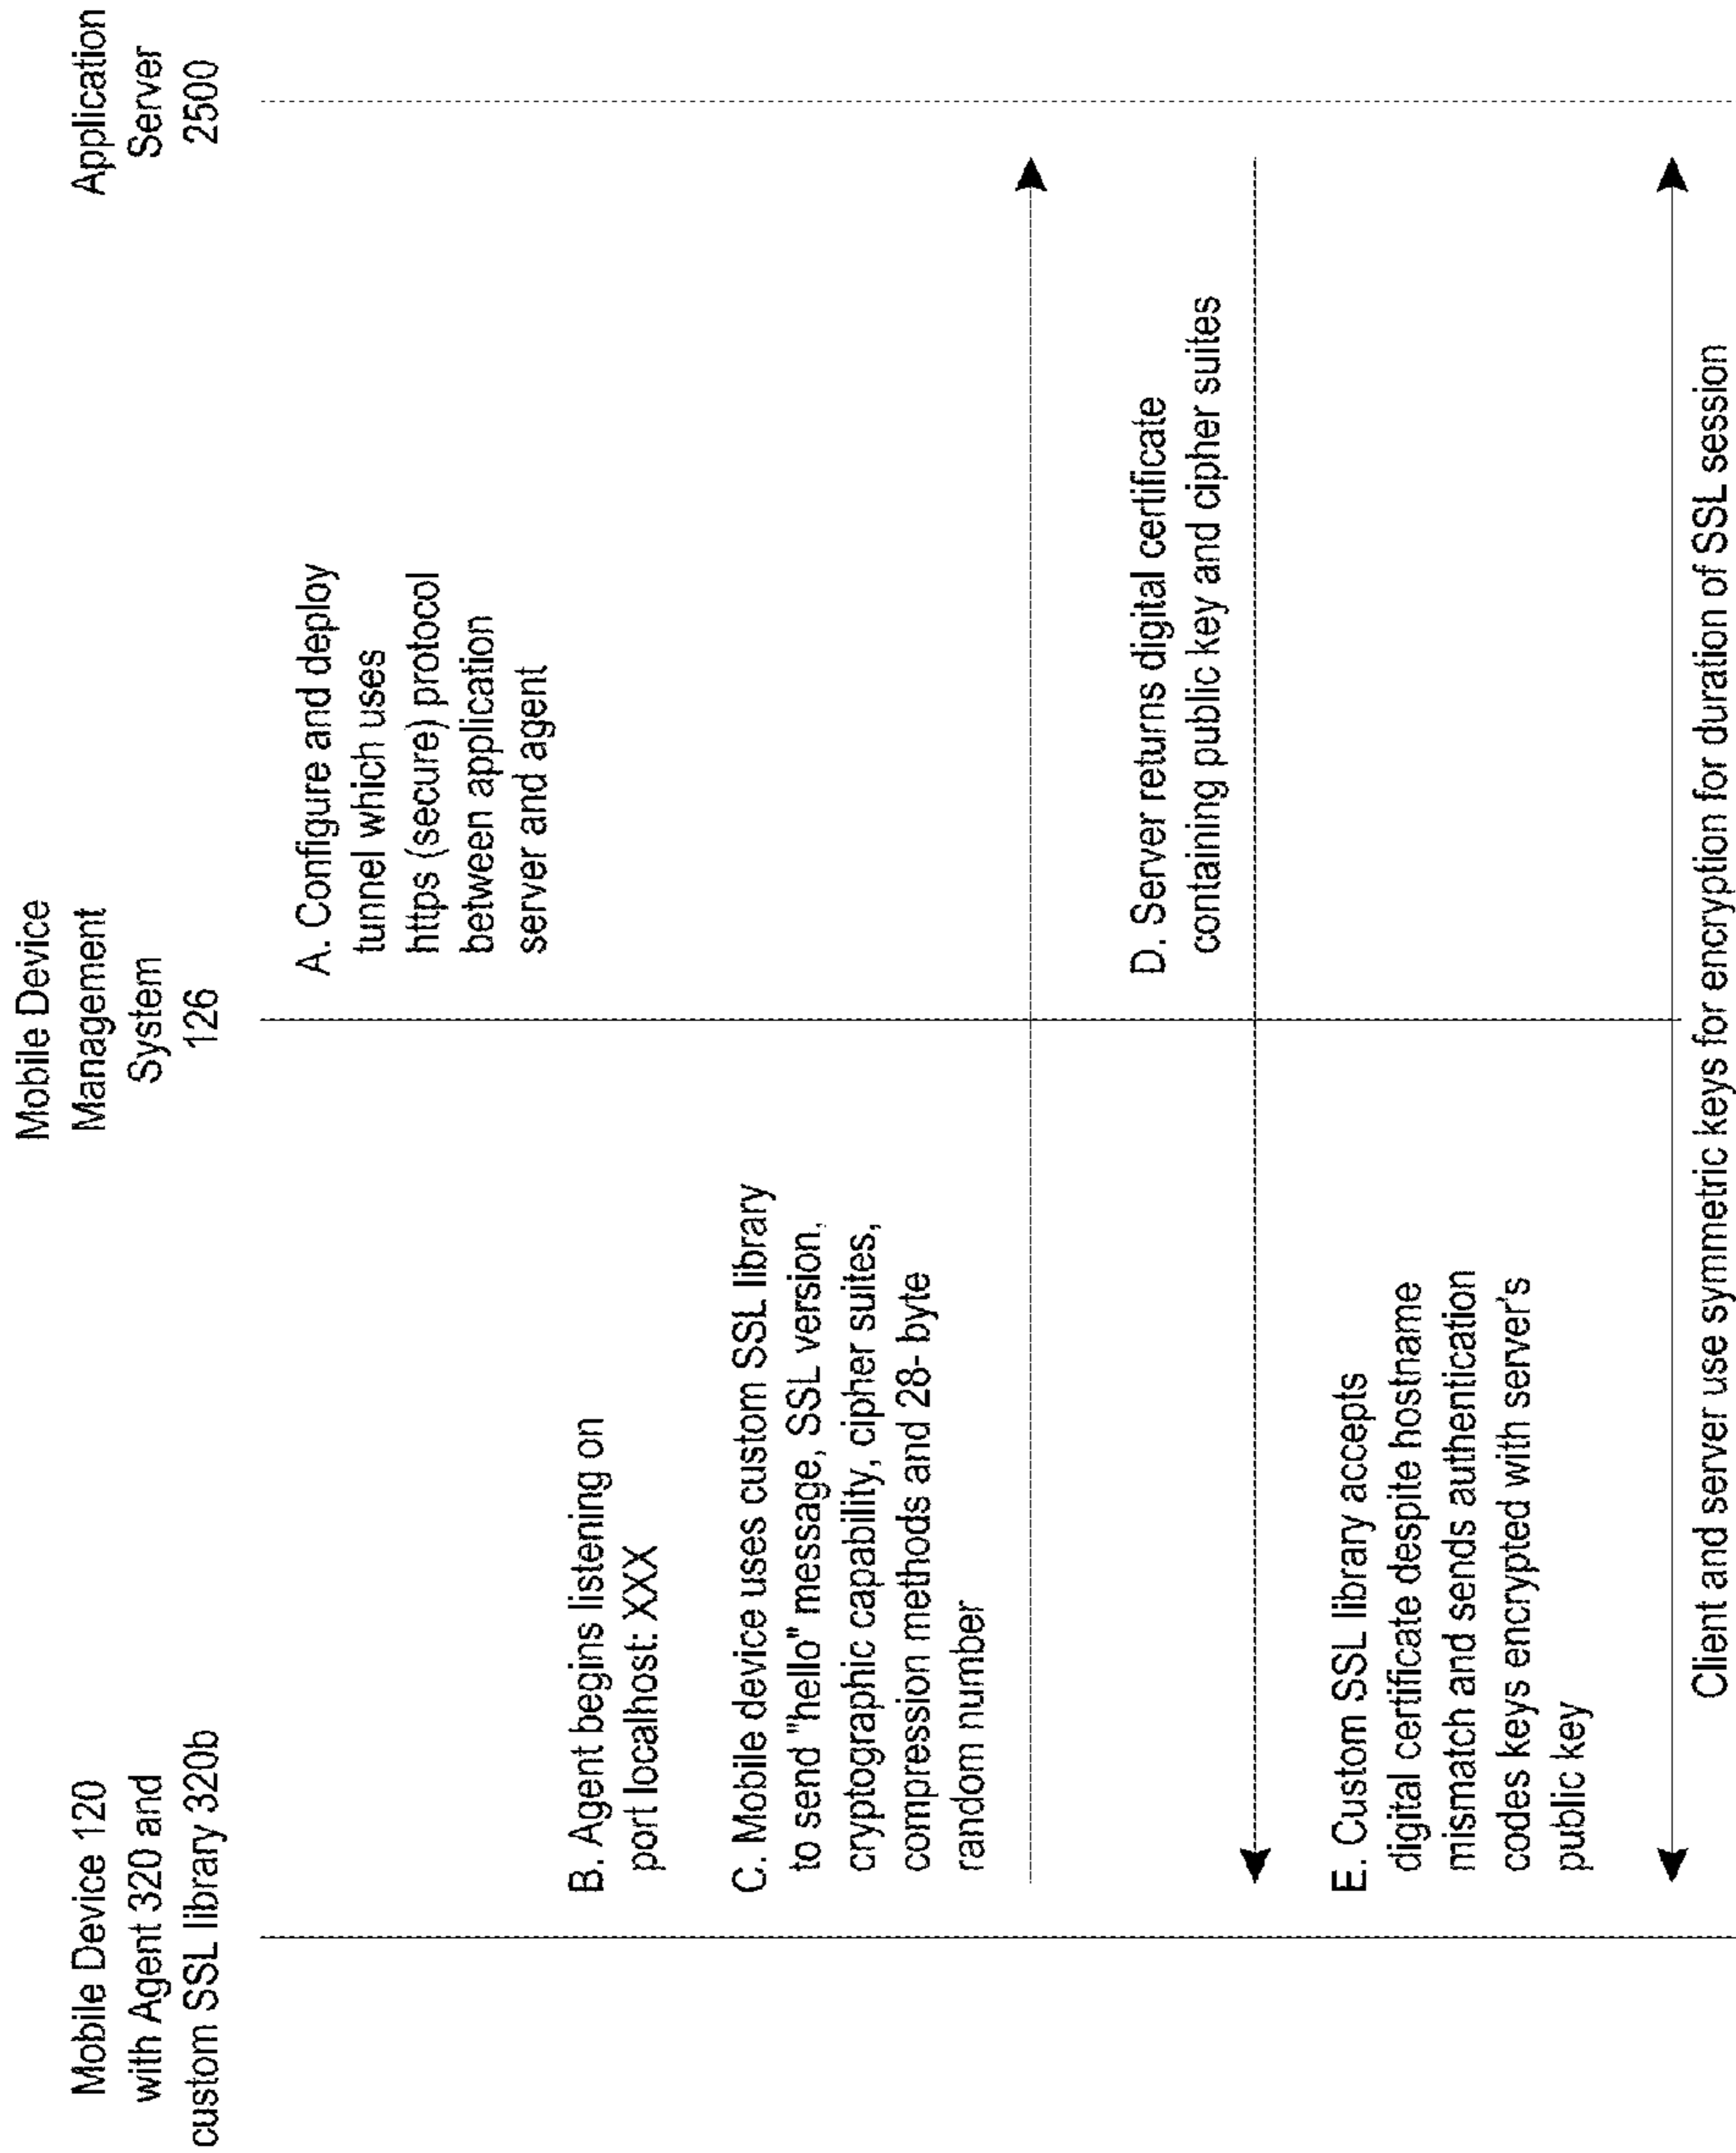 Mobile Device 120
with Agent 320 and
custom SSL library 320b
Mobile Device
Management
System
126
Application
Server
2500
A. Configure and deploy
tunnel which uses
https (secure) protocol
between application
server and agent
B. Agent begins listening on
port localhost: XXX
C. Mobile device uses custom SSL library
to send "hello" message, SSL version,
cryptographic capability, cipher suites,
compression methods and 28- byte
random number
D. Server returns digital certificate
containing public key and cipher suites
E. Custom SSL library accepts
digital certificate despite hostname
mismatch and sends authentication
codes keys encrypted with server's
public key
Client and server use symmetric keys for encryption for duration of SSL session